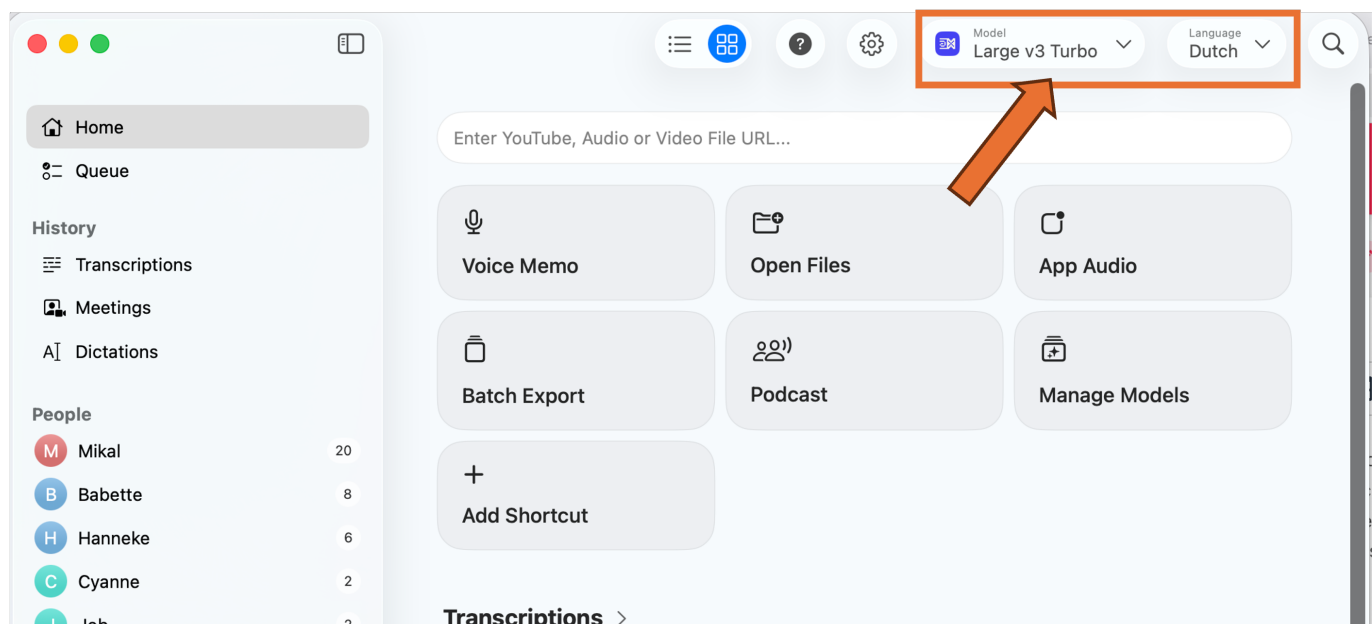 Model
Large v3 Turbo
Language
Dutch
Home
Queue
History
Transcriptions
Meetings
Dictations
People
M Mikal 20
B Babette 8
H Hanneke 6
C Cyanne 2
Enter YouTube, Audio or Video File URL...
Voice Memo
Open Files
App Audio
Batch Export
Podcast
Manage Models
Add Shortcut
Transcriptions